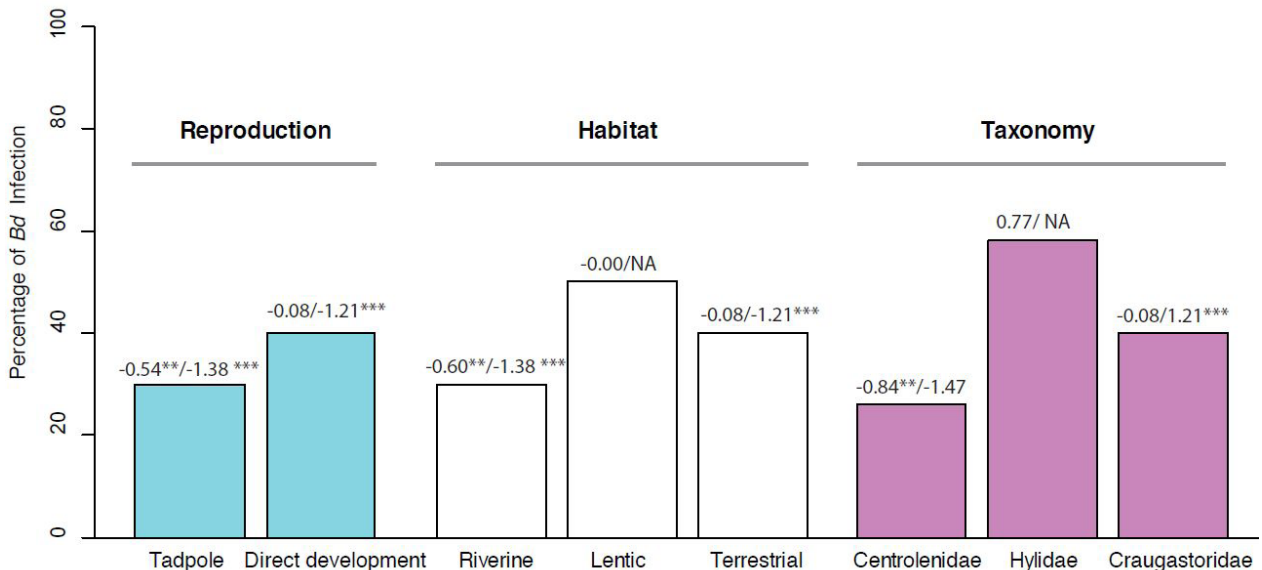 Percentage of Bd Infection
100
80
60
40
20
0
Reproduction
Habitat
Taxonomy
-0.54**/-1.38 ***
-0.08/-1.21***
-0.60**/-1.38 ***
-0.00/NA
-0.08/-1.21***
-0.84**/-1.47
0.77/ NA
-0.08/1.21***
Tadpole
Direct development
Riverine
Lentic
Terrestrial
Centrolenidae
Hylidae
Craugastoridae